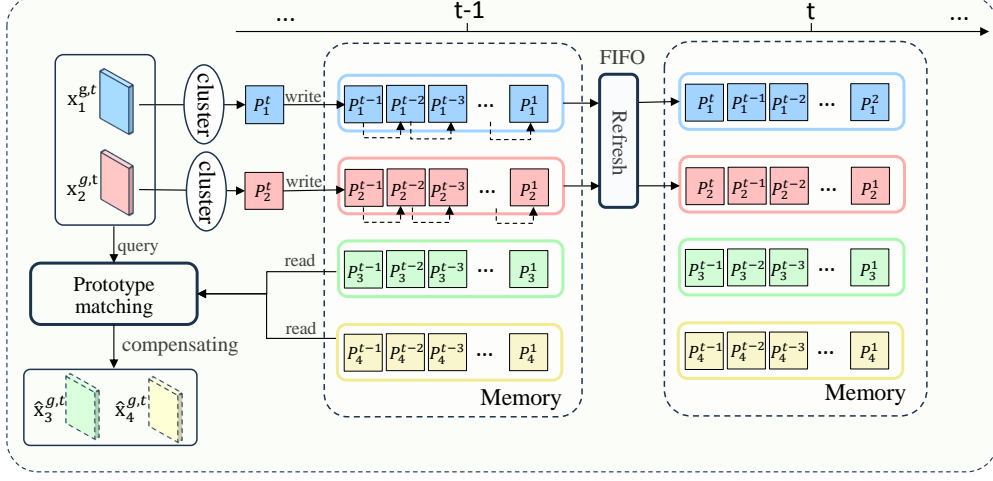 ... t-1 t ...
FIFO
x_1^{g,t} cluster P_1^t write P_1^{t-1} P_1^{t-2} P_1^{t-3} ... P_1^1 Refresh P_1^t P_1^{t-1} P_1^{t-2} ... P_1^2
x_2^{g,t} cluster P_2^t write P_2^{t-1} P_2^{t-2} P_2^{t-3} ... P_2^1 P_2^t P_2^{t-1} P_2^{t-2} ... P_2^1
query
read P_3^{t-1} P_3^{t-2} P_3^{t-3} ... P_3^1 P_3^{t-1} P_3^{t-2} P_3^{t-3} ... P_3^1
Prototype
matching
read P_4^{t-1} P_4^{t-2} P_4^{t-3} ... P_4^1 P_4^{t-1} P_4^{t-2} P_4^{t-3} ... P_4^1
compensating
Memory Memory
x̂_3^{g,t} x̂_4^{g,t}